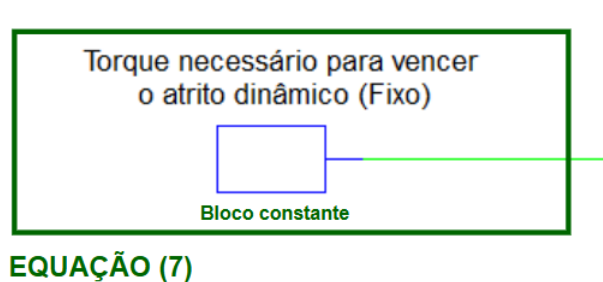 Torque necessário para vencer
o atrito dinâmico (Fixo)
Bloco constante
EQUAÇÃO (7)